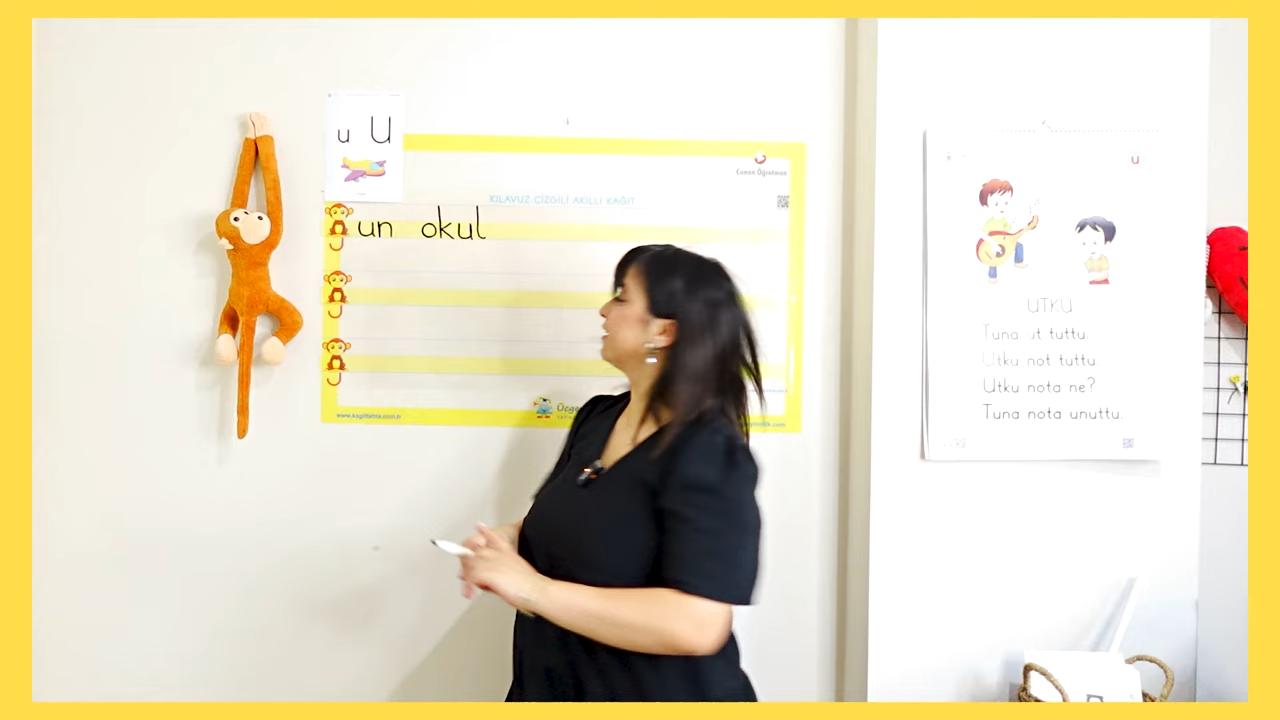 u U
Canan Öğretmen
KILAVUZ ÇİZGİLİ AKILLI KAĞIT
un okul
www.kagittahta.com.tr
u
UTKU
Tuna ut tuttu.
Utku not tuttu.
Utku nota ne?
Tuna nota unuttu.